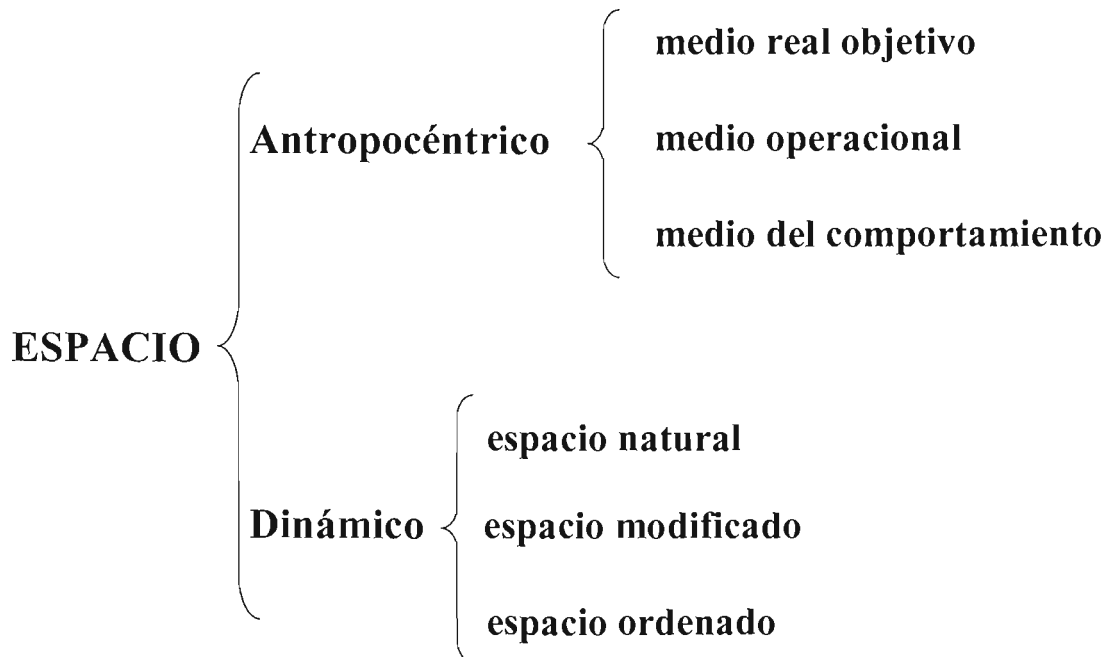 ESPACIO
Antropocéntrico
medio real objetivo
medio operacional
medio del comportamiento
Dinámico
espacio natural
espacio modificado
espacio ordenado